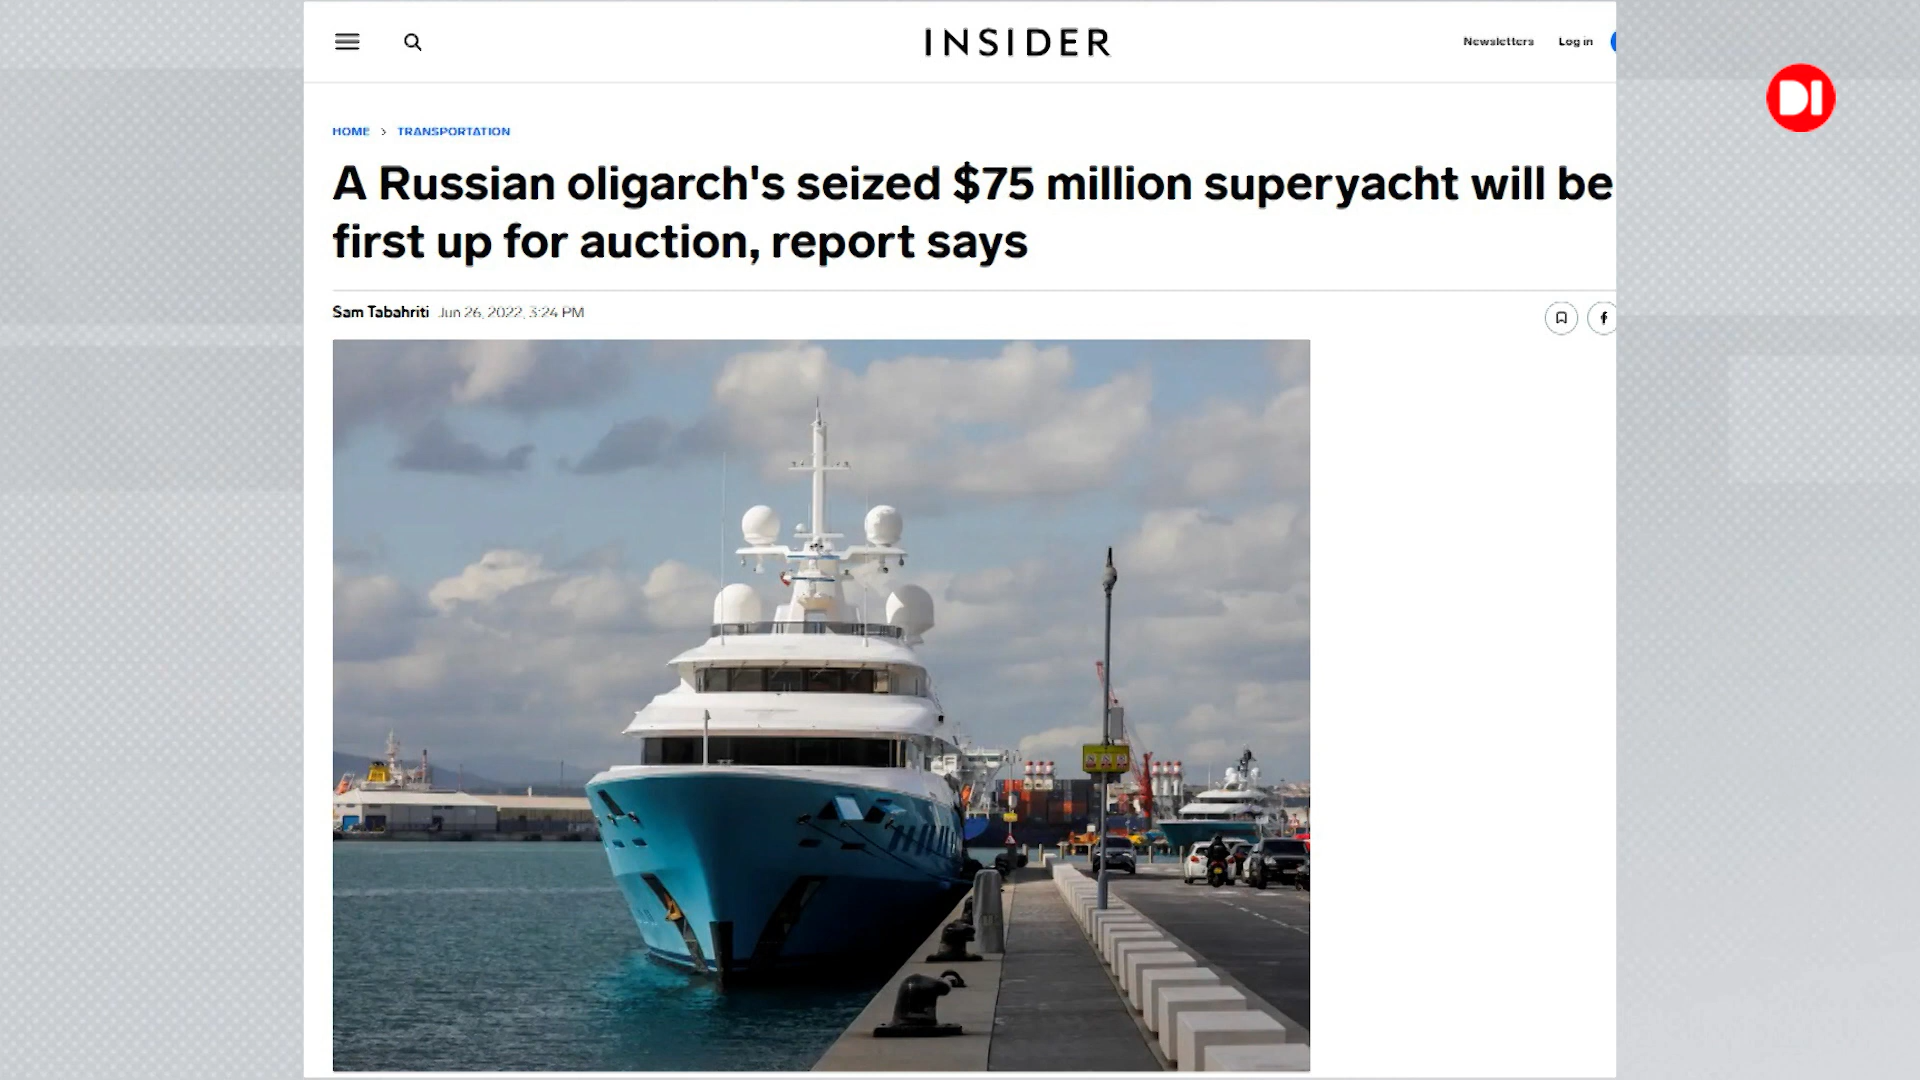 INSIDER
Newsletters
Log in
DI
HOME > TRANSPORTATION
A Russian oligarch's seized $75 million superyacht will be
first up for auction, report says
Sam Tabahriti Jun 26, 2022, 3:24 PM